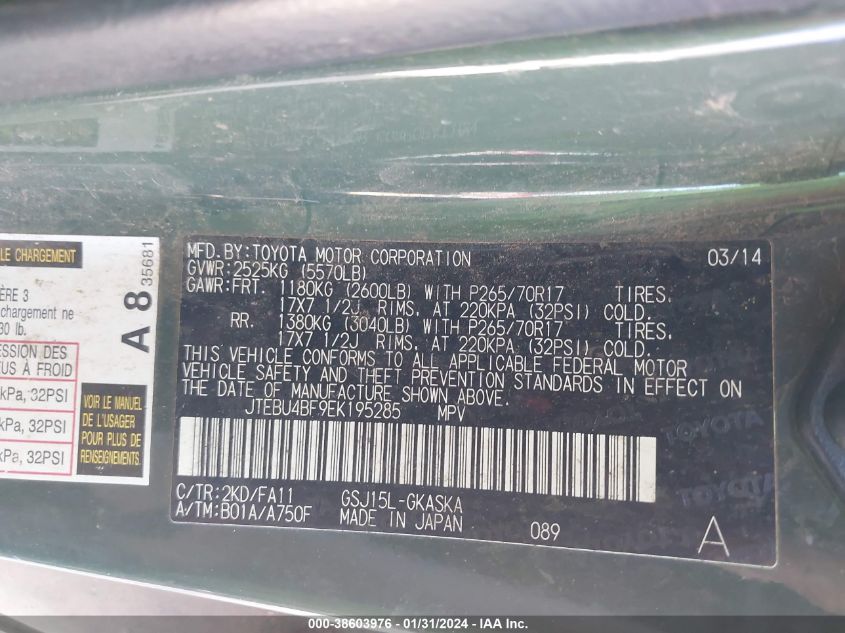 LE CHARGEMENT
ÈRE 3
chargement ne
30 lb.
ESSION DES
TUS À FROID
kPa, 32PSI
kPa, 32PSI
kPa, 32PSI
A 8 35681
VOIR LE MANUEL
DE L'USAGER
POUR PLUS DE
RENSEIGNEMENTS.
MFD. BY: TOYOTA MOTOR CORPORATION 03/14
GVWR: 2525KG (5570LB)
GAWR: FRT. 1180KG (2600LB) WITH P265/70R17 TIRES.
17X7 1/2J RIMS. AT 220KPA (32PSI) COLD.
RR. 1380KG (3040LB) WITH P265/70R17 TIRES.
17X7 1/2J RIMS. AT 220KPA (32PSI) COLD.
THIS VEHICLE CONFORMS TO ALL APPLICABLE FEDERAL MOTOR
VEHICLE SAFETY AND THEFT PREVENTION STANDARDS IN EFFECT ON
THE DATE OF MANUFACTURE SHOWN ABOVE.
JTEBU4BF9EK195285 MPV
C/TR: 2KD/FA11 GSJ15L-GKASKA
A/TM: B01A/A750F MADE IN JAPAN 089 A
TOYOTA
000-38603976 - 01/31/2024 - IAA Inc.